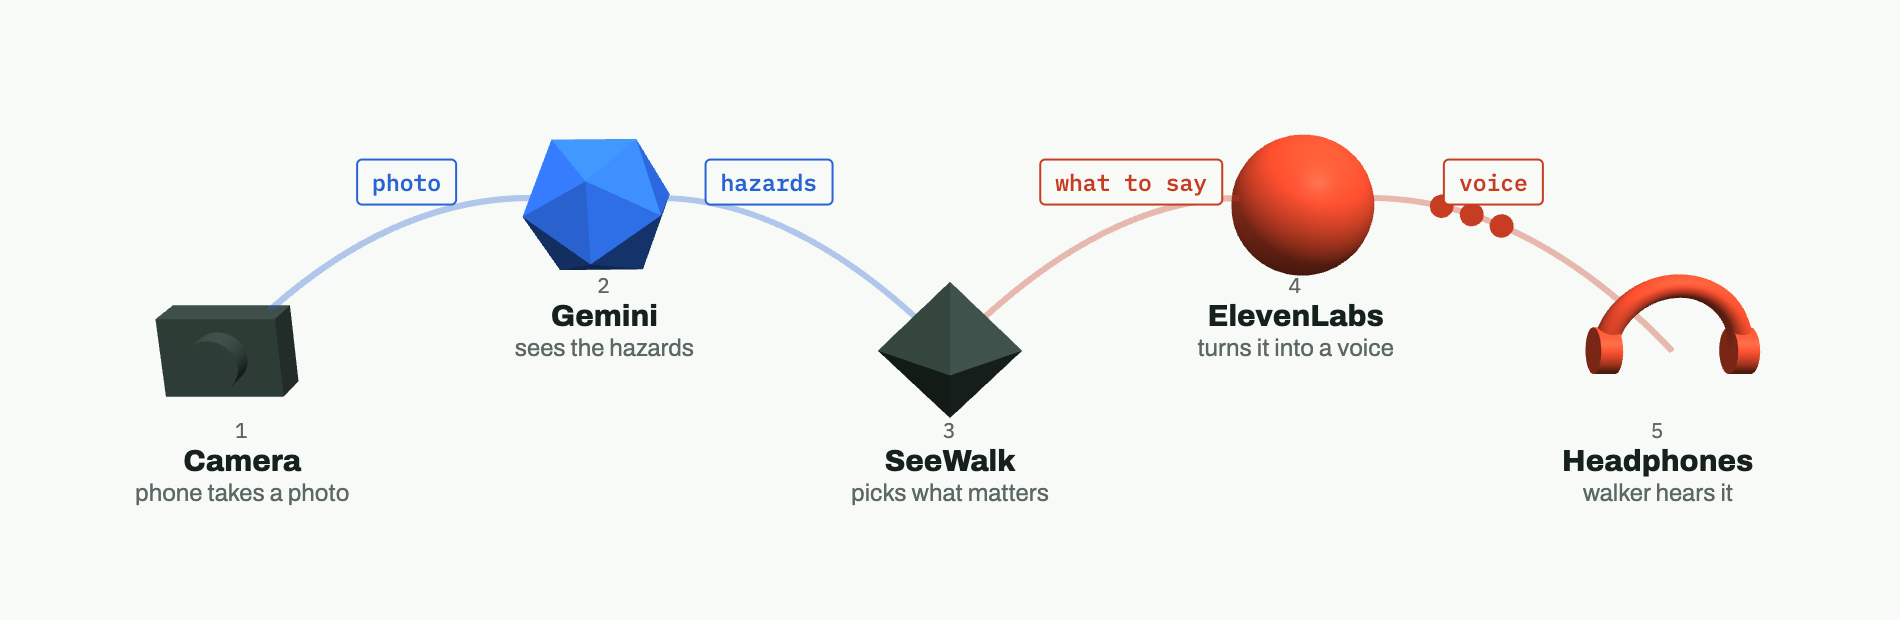 photo
hazards
what to say
voice
1
Camera
phone takes a photo
2
Gemini
sees the hazards
3
SeeWalk
picks what matters
4
ElevenLabs
turns it into a voice
5
Headphones
walker hears it